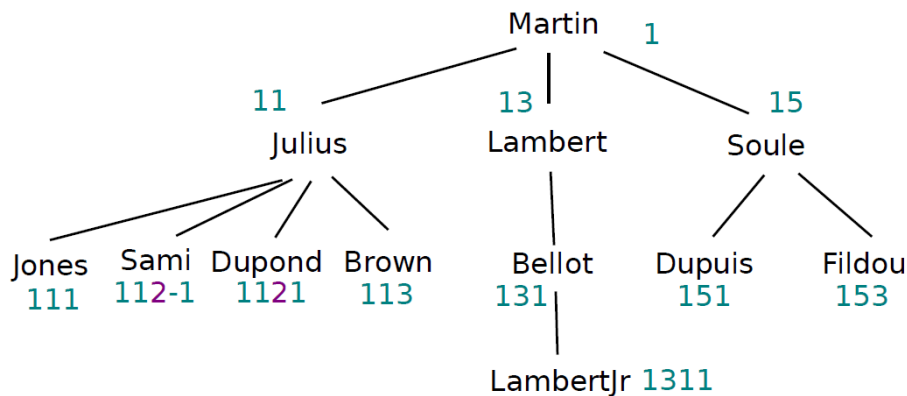 Martin 1
11 13 15
Julius Lambert Soule
Jones Sami Dupond Brown Bellot Dupuis Fildou
111 112-1 1121 113 131 151 153
LambertJr 1311